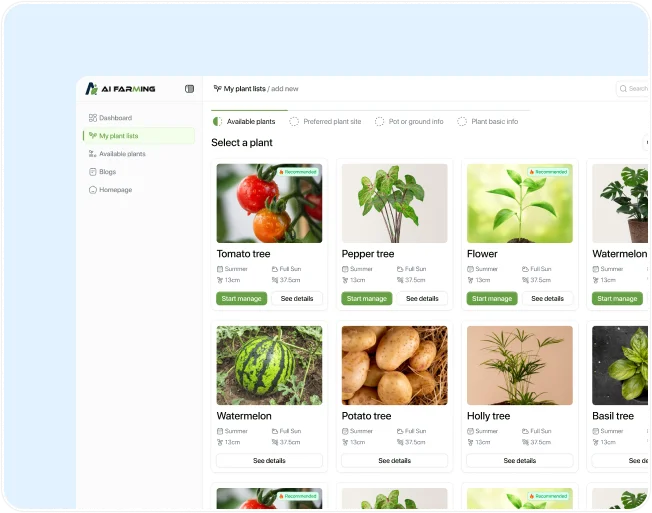 AI FARMING
My plant lists / add new
Search
Dashboard
My plant lists
Available plants
Blogs
Homepage
Available plants
Preferred plant site
Pot or ground info
Plant basic info
Select a plant
Recommended
Recommended
Tomato tree
Pepper tree
Flower
Watermelon
Summer Full Sun
Summer Full Sun
Summer Full Sun
Summer
13cm 37.5cm
13cm 37.5cm
13cm 37.5cm
13cm
Start manage See details
Start manage See details
Start manage See details
Start manage
Watermelon
Potato tree
Holly tree
Basil tree
Summer Full Sun
Summer Full Sun
Summer Full Sun
Summer
13cm 37.5cm
13cm 37.5cm
13cm 37.5cm
13cm
See details
See details
See details
See de
Recommended
Recommended